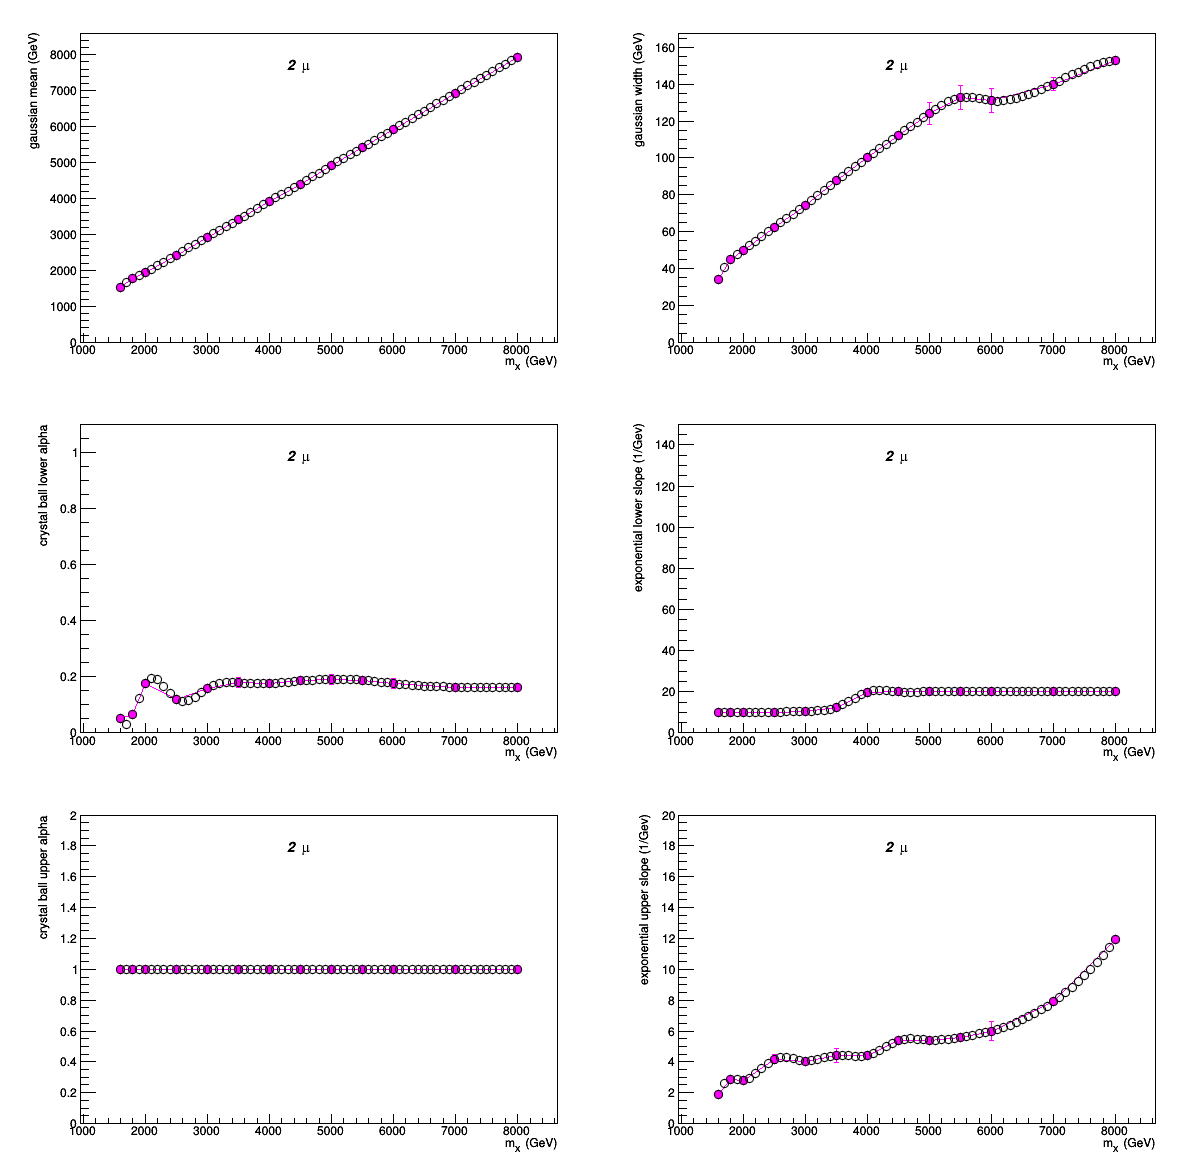 gaussian mean (GeV)
2 μ
8000
7000
6000
5000
4000
3000
2000
1000
0
1000 2000 3000 4000 5000 6000 7000 8000
m_x (GeV)
gaussian width (GeV)
2 μ
160
140
120
100
80
60
40
20
0
1000 2000 3000 4000 5000 6000 7000 8000
m_x (GeV)
crystal ball lower alpha
2 μ
1
0.8
0.6
0.4
0.2
0
1000 2000 3000 4000 5000 6000 7000 8000
m_x (GeV)
exponential lower slope (1/Gev)
2 μ
140
120
100
80
60
40
20
0
1000 2000 3000 4000 5000 6000 7000 8000
m_x (GeV)
crystal ball upper alpha
2 μ
2
1.8
1.6
1.4
1.2
1
0.8
0.6
0.4
0.2
0
1000 2000 3000 4000 5000 6000 7000 8000
m_x (GeV)
exponential upper slope (1/Gev)
2 μ
20
18
16
14
12
10
8
6
4
2
0
1000 2000 3000 4000 5000 6000 7000 8000
m_x (GeV)